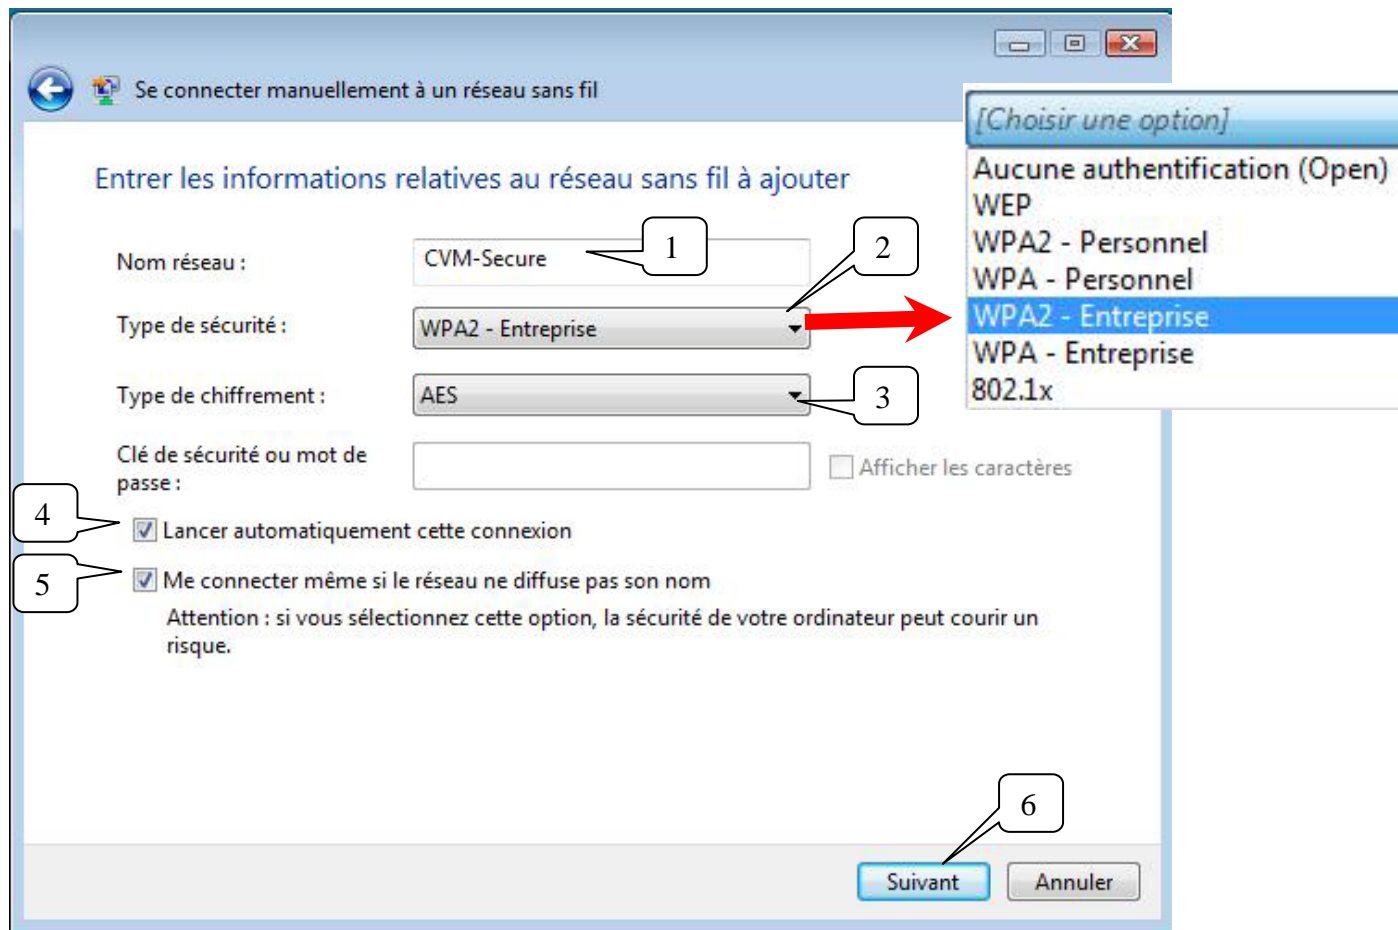 Se connecter manuellement à un réseau sans fil
[Choisir une option]
Aucune authentification (Open)
WEP
WPA2 - Personnel
WPA - Personnel
WPA2 - Entreprise
WPA - Entreprise
802.1x
Entrer les informations relatives au réseau sans fil à ajouter
Nom réseau :
CVM-Secure
1
2
Type de sécurité :
WPA2 - Entreprise
Type de chiffrement :
AES
3
Clé de sécurité ou mot de
passe :
Afficher les caractères
4
Lancer automatiquement cette connexion
5
Me connecter même si le réseau ne diffuse pas son nom
Attention : si vous sélectionnez cette option, la sécurité de votre ordinateur peut courir un
risque.
6
Suivant
Annuler